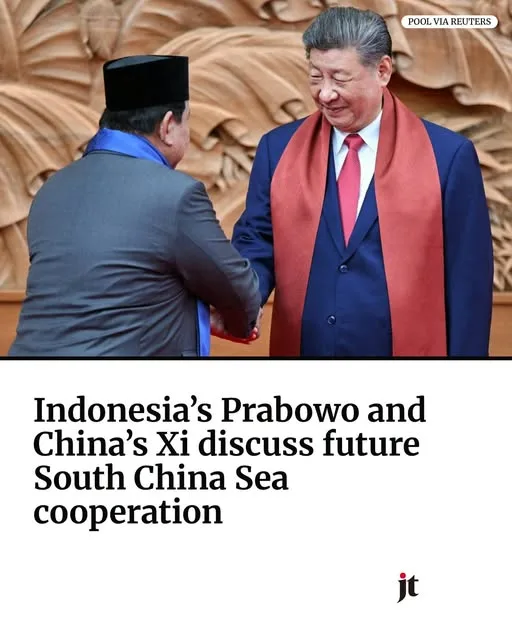 POOL VIA REUTERS
Indonesia’s Prabowo and
China’s Xi discuss future
South China Sea
cooperation
jt